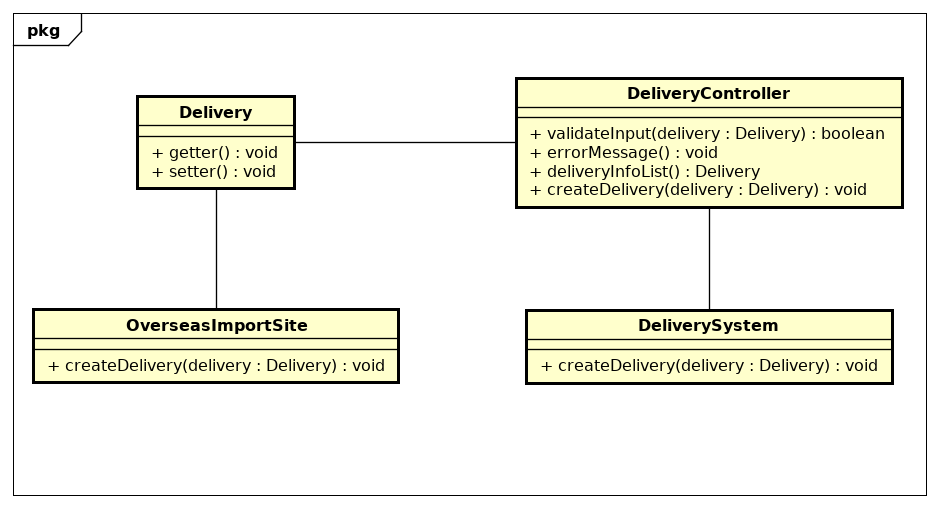 pkg
Delivery
+ getter() : void
+ setter() : void
DeliveryController
+ validateInput(delivery : Delivery) : boolean
+ errorMessage() : void
+ deliveryInfoList() : Delivery
+ createDelivery(delivery : Delivery) : void
OverseasImportSite
+ createDelivery(delivery : Delivery) : void
DeliverySystem
+ createDelivery(delivery : Delivery) : void